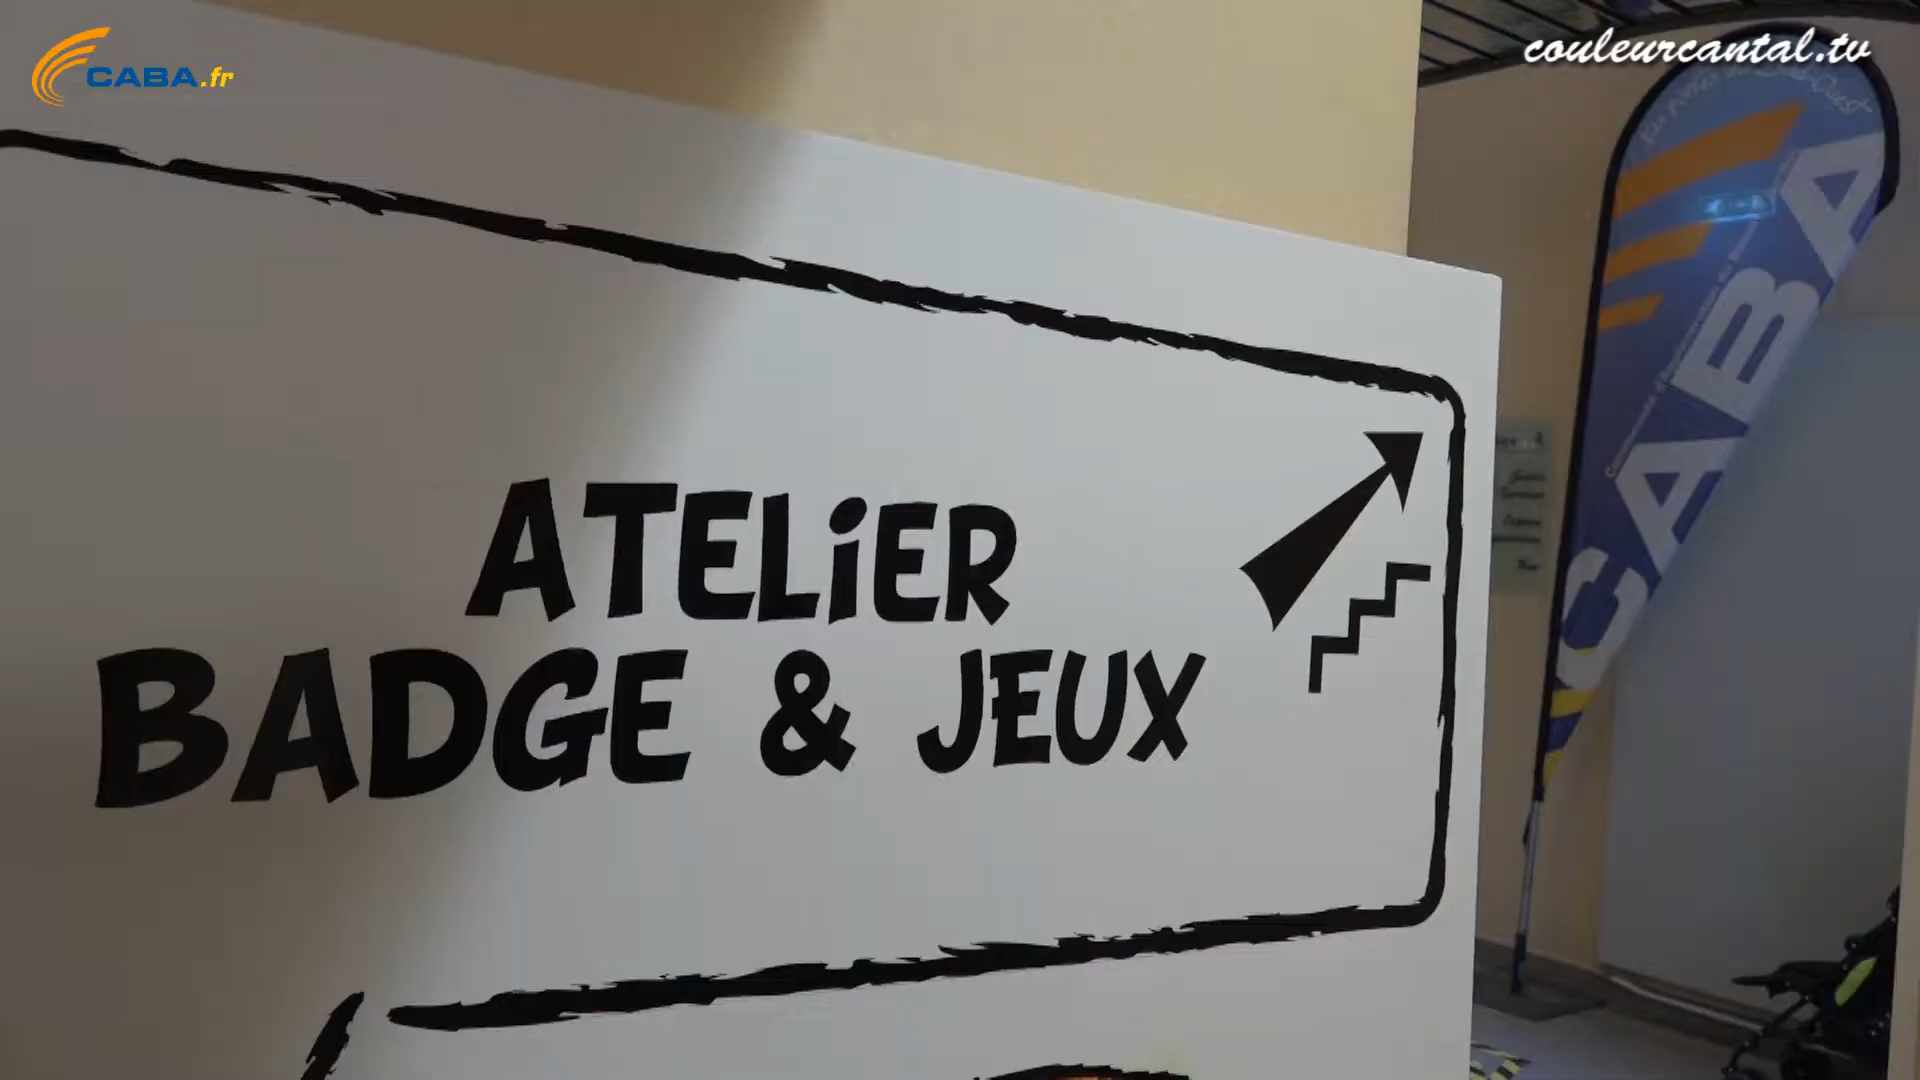 CABA.fr
couleurcantal.tv
ATELiER
BADGE & JEUX
CABA